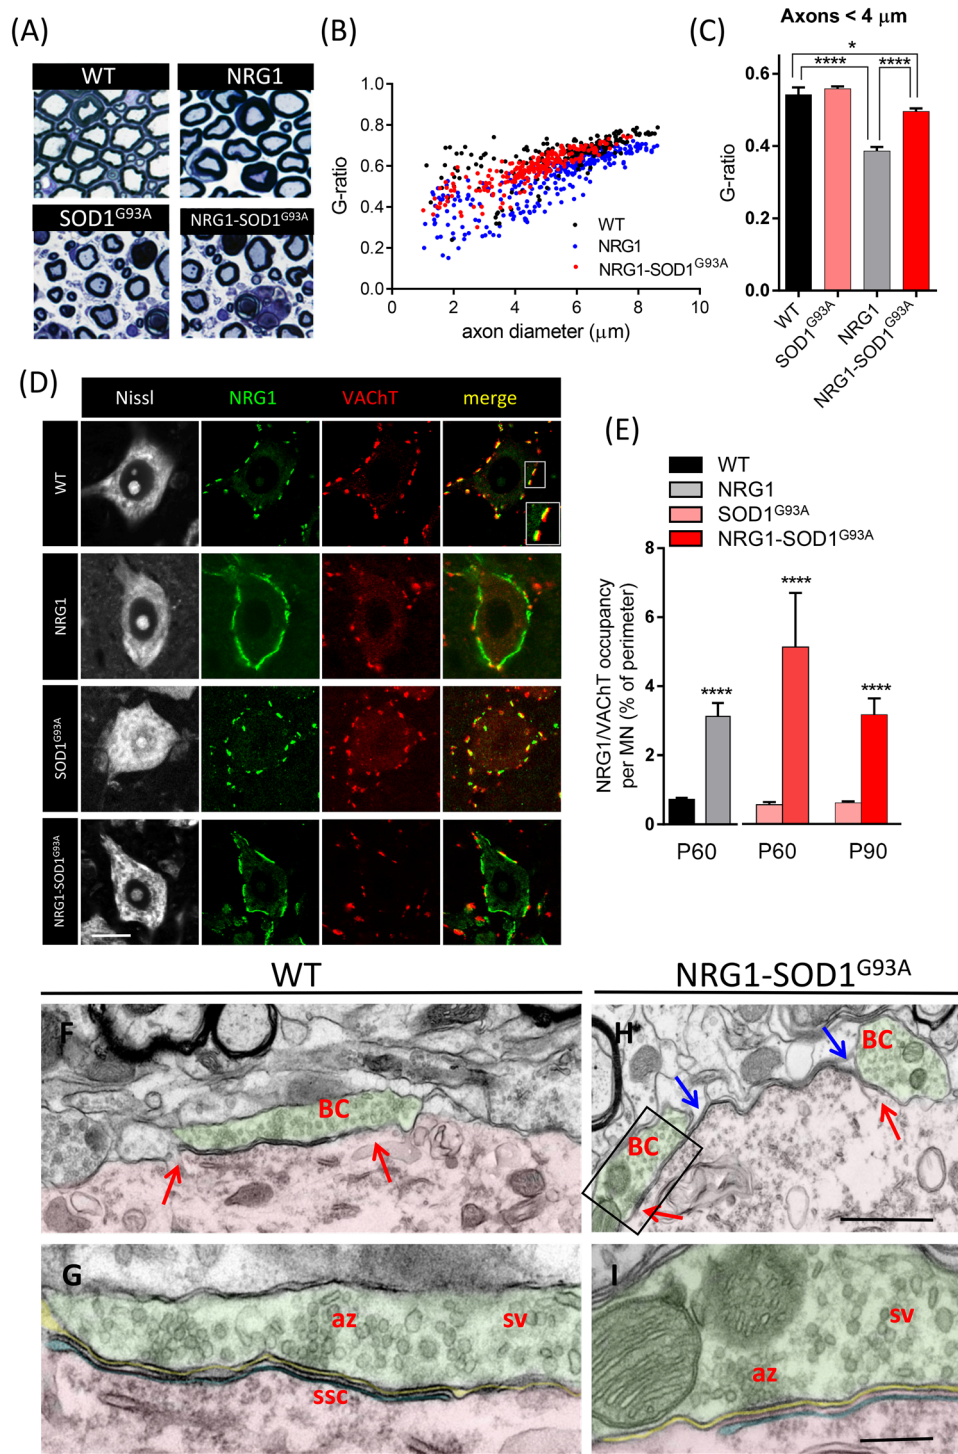 (A)
WT
NRG1
SOD1G93A
NRG1-SOD1G93A
(B)
1.0
0.8
0.6
0.4
0.2
0.0
G-ratio
0
2
4
6
8
10
axon diameter (μm)
WT
NRG1
NRG1-SOD1G93A
(C)
Axons < 4 μm
*
**** ****
0.6
0.4
0.2
0.0
G-ratio
WT
SOD1G93A
NRG1
NRG1-SOD1G93A
(D)
Nissl NRG1 VAChT merge
WT
NRG1
SOD1G93A
NRG1-SOD1G93A
(E)
WT
NRG1
SOD1G93A
NRG1-SOD1G93A
8
6
4
2
0
NRG1/VAChT occupancy
per MN (% of perimeter)
****
****
****
P60 P60 P90
WT
NRG1-SOD1G93A
F
BC
H
BC
BC
G
az
sv
ssc
I
sv
az